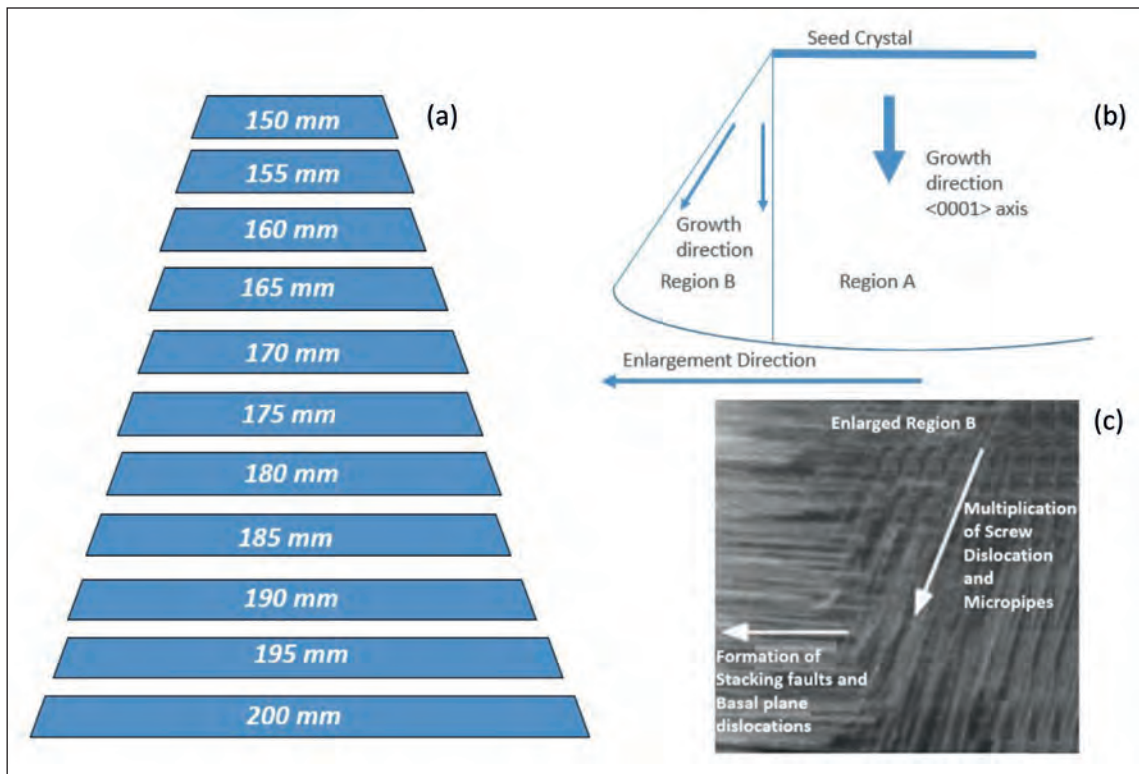 (a)
150 mm
155 mm
160 mm
165 mm
170 mm
175 mm
180 mm
185 mm
190 mm
195 mm
200 mm
(b)
Seed Crystal
Growth
direction
<0001> axis
Growth
direction
Region B
Region A
Enlargement Direction
(c)
Enlarged Region B
Multiplication
of Screw
Dislocation
and
Micropipes
Formation of
Stacking faults and
Basal plane
dislocations